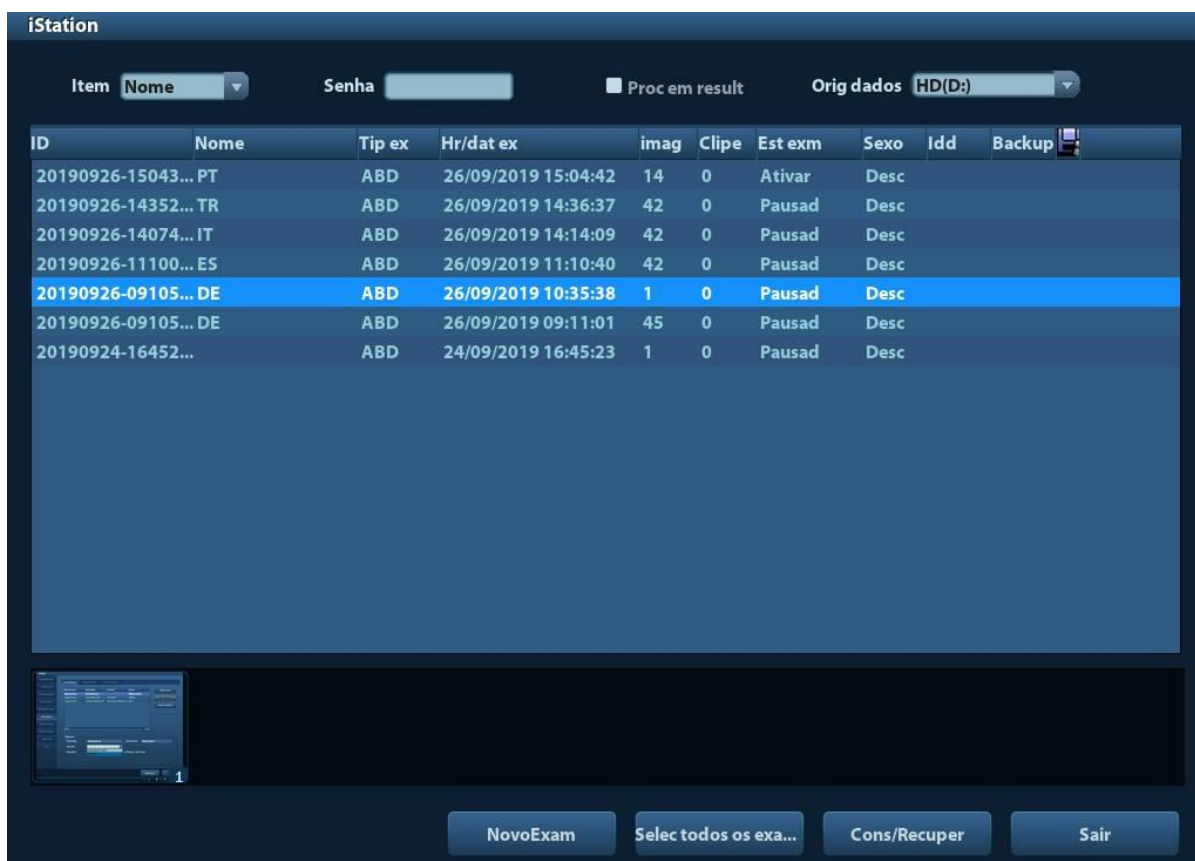 iStation
Item Nome Senha Proc em result Orig dados HD(D:)
ID Nome Tip ex Hr/dat ex imag Clipe Est exm Sexo Idd Backup
20190926-15043... PT ABD 26/09/2019 15:04:42 14 0 Ativar Desc
20190926-14352... TR ABD 26/09/2019 14:36:37 42 0 Pausad Desc
20190926-14074... IT ABD 26/09/2019 14:14:09 42 0 Pausad Desc
20190926-11100... ES ABD 26/09/2019 11:10:40 42 0 Pausad Desc
20190926-09105... DE ABD 26/09/2019 10:35:38 1 0 Pausad Desc
20190926-09105... DE ABD 26/09/2019 09:11:01 45 0 Pausad Desc
20190924-16452... ABD 24/09/2019 16:45:23 1 0 Pausad Desc
1
NovoExam Selec todos os exa... Cons/Recuper Sair